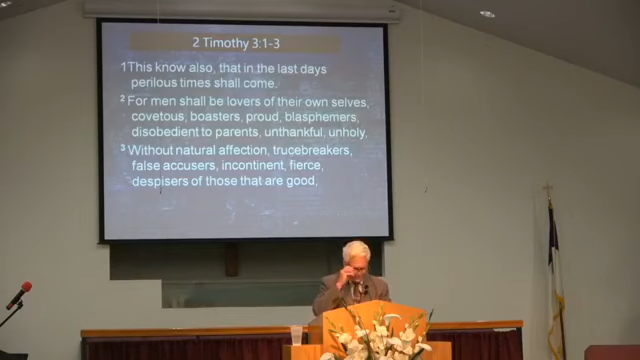 2 Timothy 3:1-3
1This know also, that in the last days
perilous times shall come.
2 For men shall be lovers of their own selves,
covetous, boasters, proud, blasphemers,
disobedient to parents, unthankful, unholy,
3 Without natural affection, trucebreakers,
false accusers, incontinent, fierce,
despisers of those that are good,